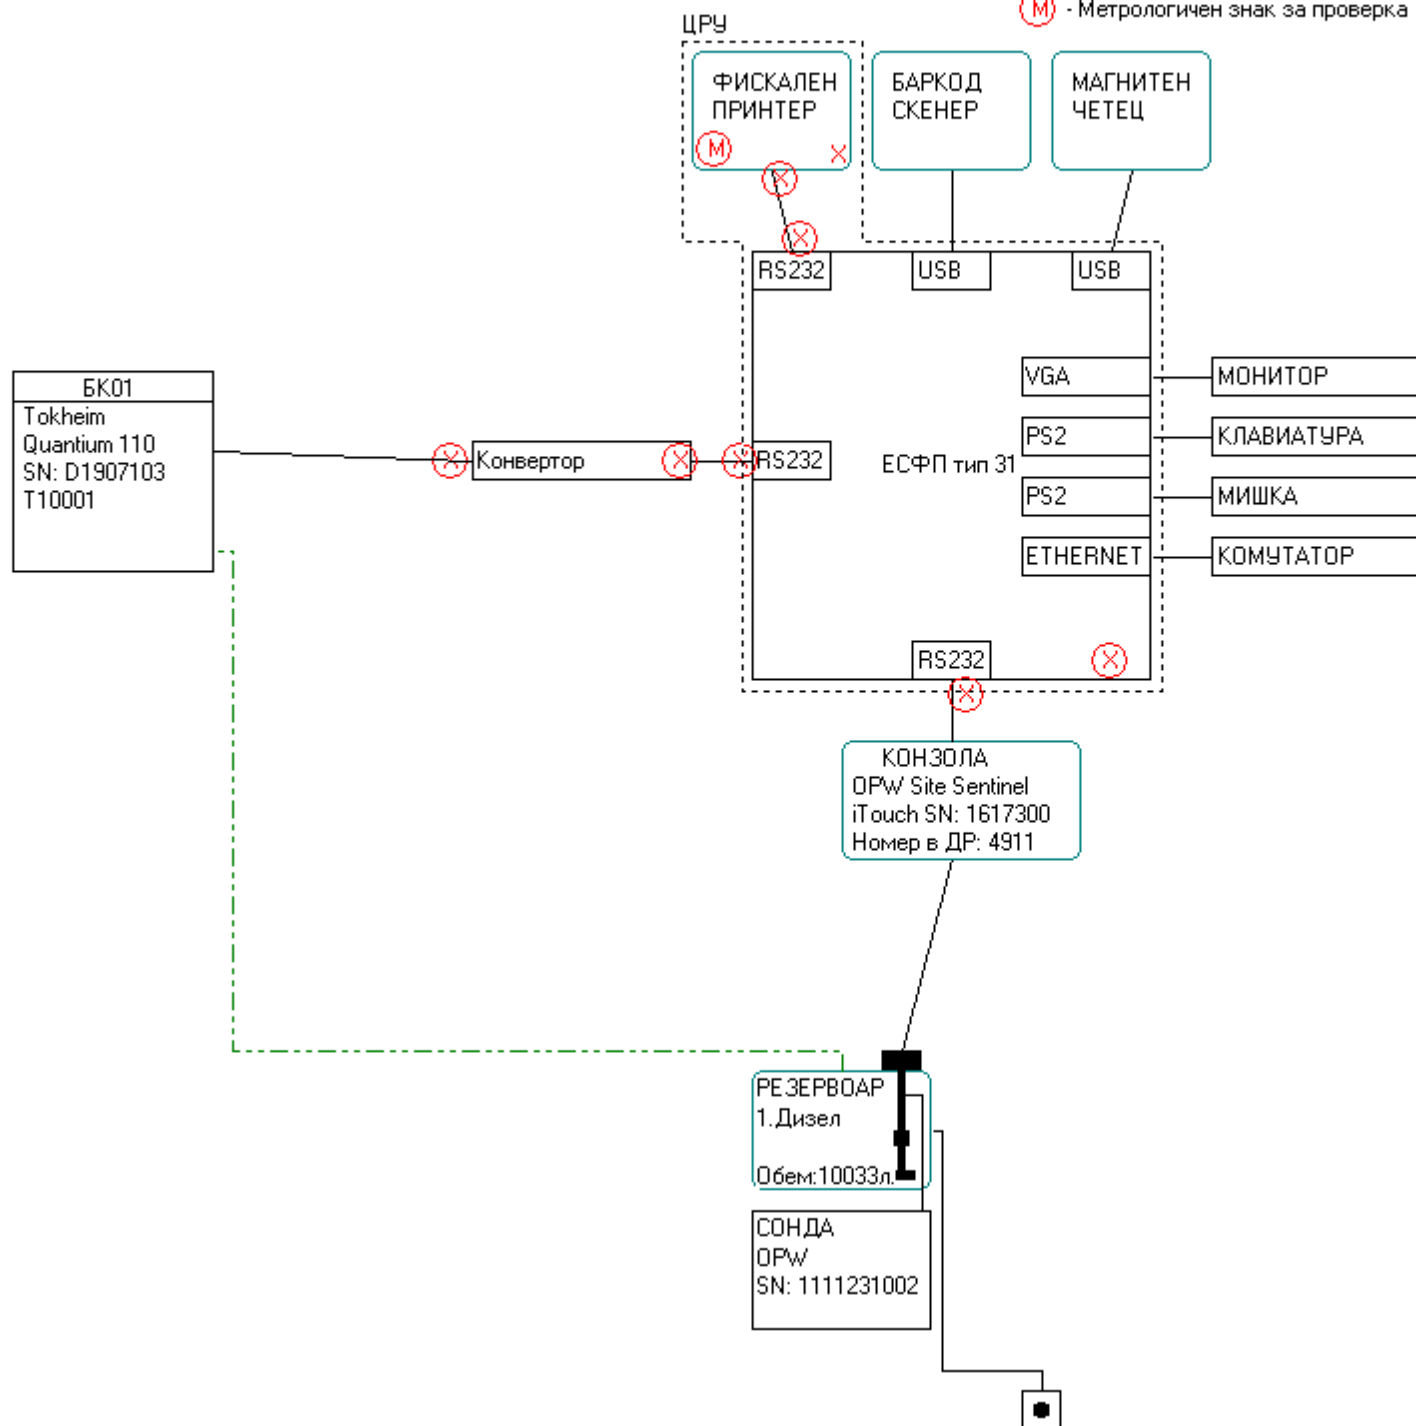 М - Метрологичен знак за проверка
ЦРУ
ФИСКАЛЕН
ПРИНТЕР
М
X
БАРКОД
СКЕНЕР
МАГНИТЕН
ЧЕТЕЦ
X
X
RS232
USB
USB
VGA
МОНИТОР
БК01
Tokheim
Quantium 110
SN: D1907103
T10001
PS2
КЛАВИАТУРА
X
Конвертор
X
X
RS232
ЕСФП тип 31
PS2
МИШКА
ETHERNET
КОМУТАТОР
RS232
X
X
КОНЗОЛА
OPW Site Sentinel
iTouch SN: 1617300
Номер в ДР: 4911
РЕЗЕРВОАР
1.Дизел
Обем:10033л.
СОНДА
OPW
SN: 1111231002